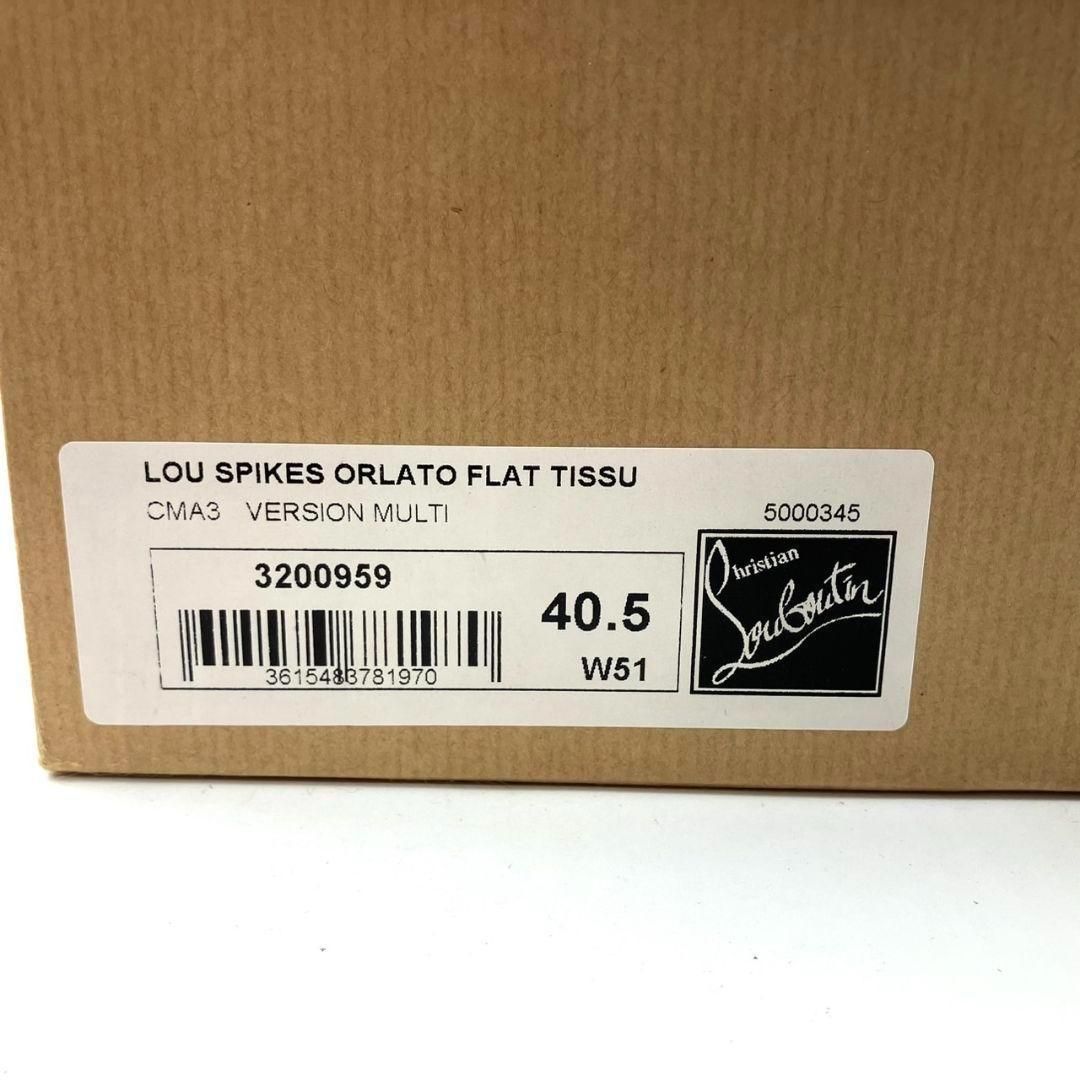 LOU SPIKES ORLATO FLAT TISSU
CMA3 VERSION MULTI
5000345
3200959
40.5
3615483781970
W51
Christian
Louboutin